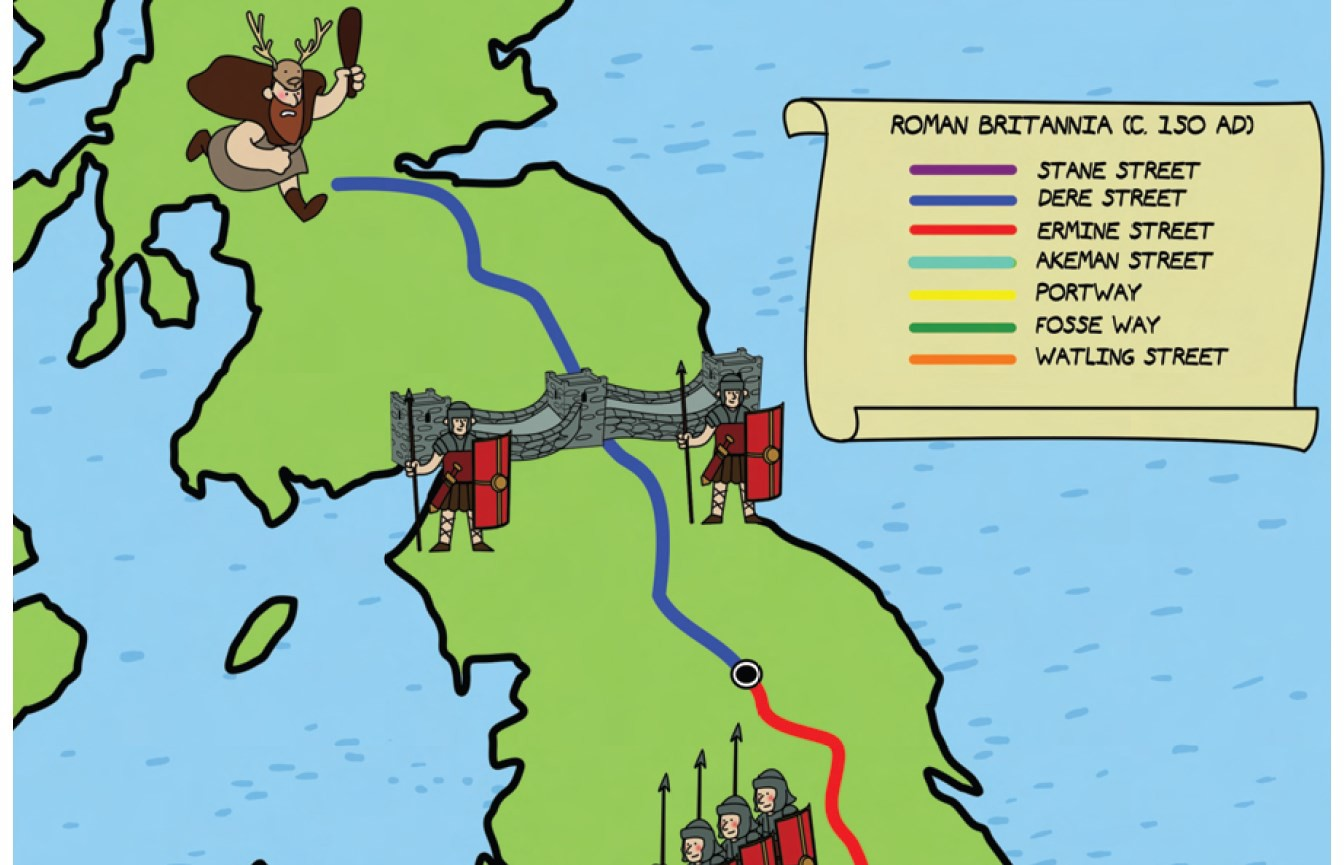 ROMAN BRITANNIA (C. 150 AD)
STANE STREET
DERE STREET
ERMINE STREET
AKEMAN STREET
PORTWAY
FOSSE WAY
WATLING STREET